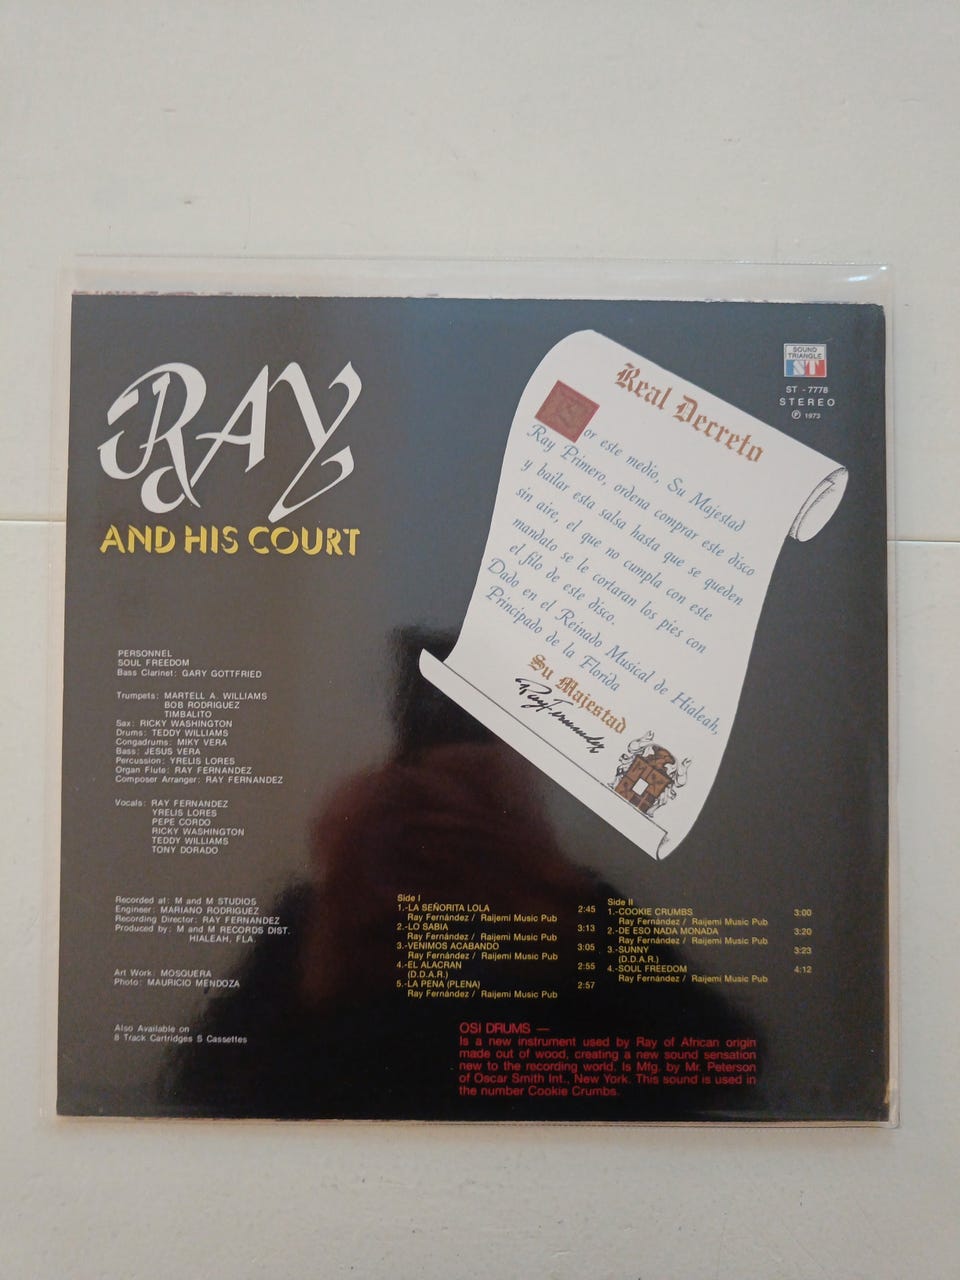 RAY
AND HIS COURT
SOUND
TRIANGLE
ST
ST - 7778
STEREO
Ⓟ 1973
Real Decreto
Por este medio, Su Majestad
Ray Primero, ordena comprar este disco
y bailar esta salsa hasta que se queden
sin aire, el que no cumpla con este
mandato se le cortaran los pies con
el filo de este disco.
Dado en el Reinado Musical de Hialeah,
Principado de la Florida
Su Majestad
Ray Fernandez
PERSONNEL
SOUL FREEDOM
Bass Clarinet: GARY GOTTFRIED
Trumpets: MARTELL A. WILLIAMS
BOB RODRIGUEZ
TIMBALITO
Sax: RICKY WASHINGTON
Drums: TEDDY WILLIAMS
Congadrums: MIKY VERA
Bass: JESUS VERA
Percussion: YRELIS LORES
Organ Flute: RAY FERNANDEZ
Composer Arranger: RAY FERNANDEZ
Vocals: RAY FERNANDEZ
YRELIS LORES
PEPE CORDO
RICKY WASHINGTON
TEDDY WILLIAMS
TONY DORADO
Recorded at: M and M STUDIOS
Engineer: MARIANO RODRIGUEZ
Recording Director: RAY FERNANDEZ
Produced by: M and M RECORDS DIST.
HIALEAH, FLA.
Art Work: MOSQUERA
Photo: MAURICIO MENDOZA
Also Available on
8 Track Cartridges S Cassettes
Side I
1.-LA SEÑORITA LOLA 2:45
Ray Fernández / Raijemi Music Pub
2.-LO SABIA 3:13
Ray Fernández / Raijemi Music Pub
3.-VENIMOS ACABANDO 3:05
Ray Fernández / Raijemi Music Pub
4.-EL ALACRAN 2:55
(D.D.A.R.)
5.-LA PENA (PLENA) 2:57
Ray Fernández / Raijemi Music Pub
Side II
1.-COOKIE CRUMBS 3:00
Ray Fernández / Raijemi Music Pub
2.-DE ESO NADA MONADA 3:20
Ray Fernández / Raijemi Music Pub
3.-SUNNY 3:23
(D.D.A.R.)
4.-SOUL FREEDOM 4:12
Ray Fernández / Raijemi Music Pub
OSI DRUMS —
Is a new instrument used by Ray of African origin
made out of wood, creating a new sound sensation
new to the recording world. Is Mfg. by Mr. Peterson
of Oscar Smith Int., New York. This sound is used in
the number Cookie Crumbs.